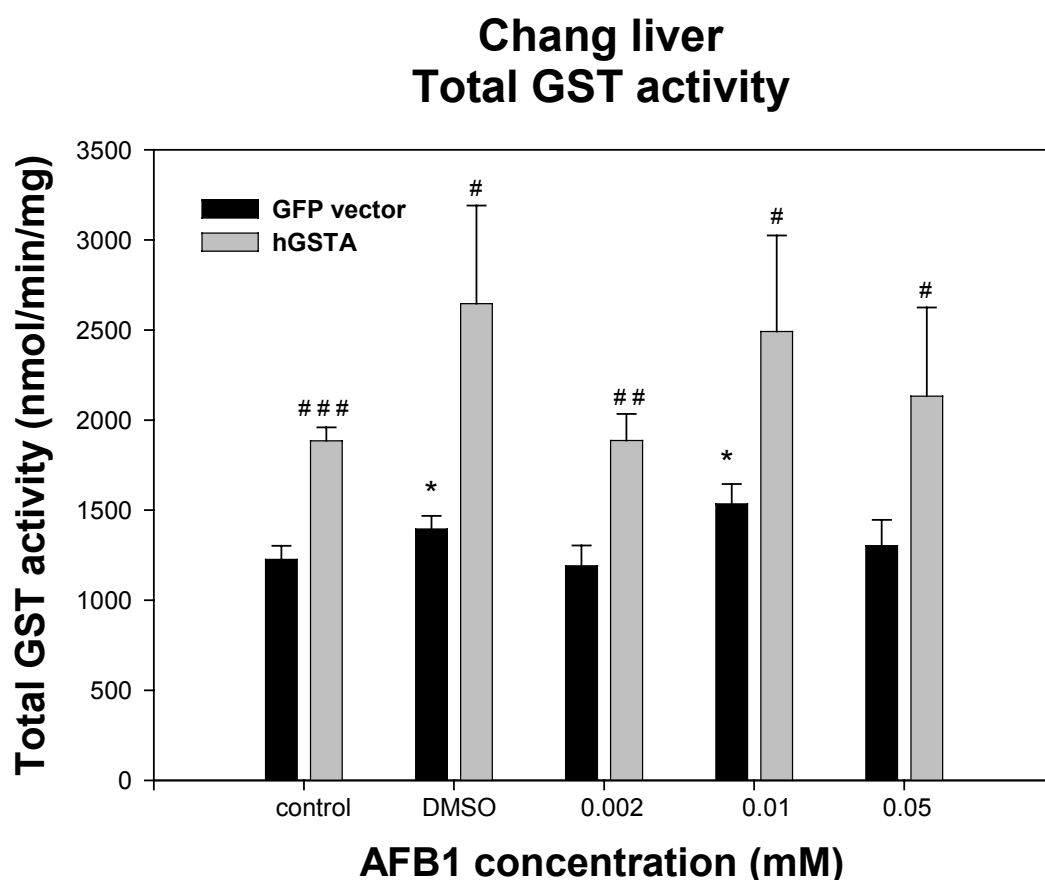 Chang liver
Total GST activity
Total GST activity (nmol/min/mg)
3500
3000
2500
2000
1500
1000
500
0
GFP vector
hGSTA
#
#
#
# # #
# #
*
*
control DMSO 0.002 0.01 0.05
AFB1 concentration (mM)